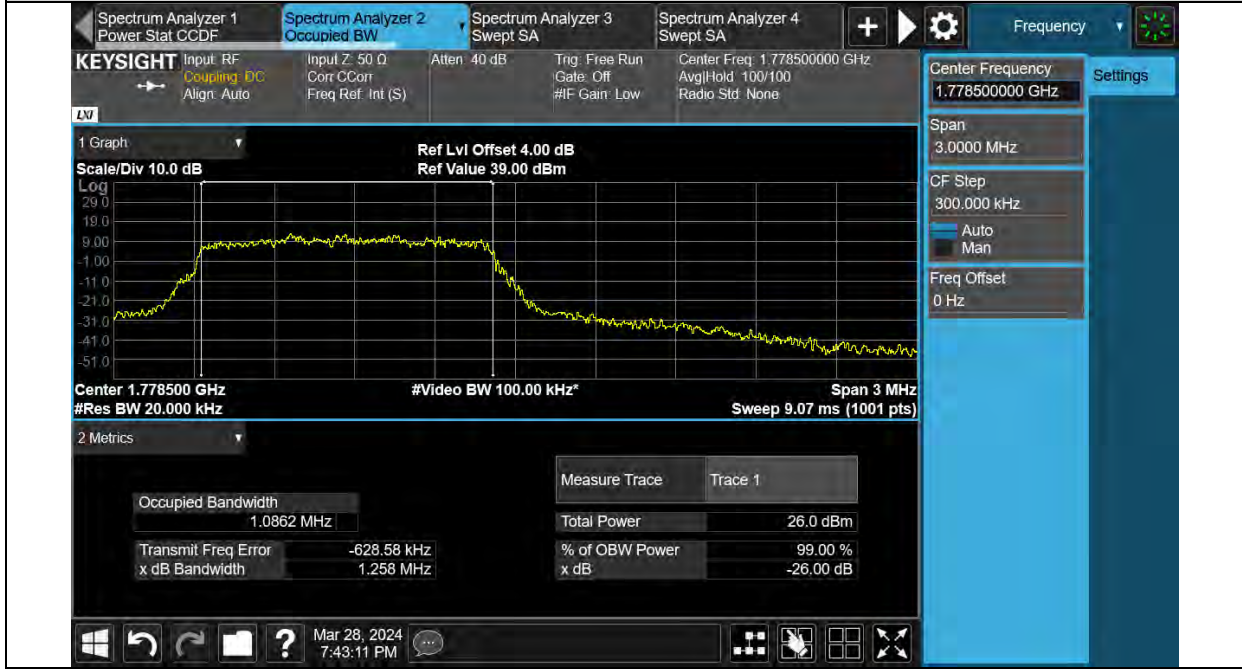 Spectrum Analyzer 1
Power Stat CCDF
Spectrum Analyzer 2
Occupied BW
Spectrum Analyzer 3
Swept SA
Spectrum Analyzer 4
Swept SA
Frequency
KEYSIGHT
Input: RF
Coupling: DC
Align: Auto
Input Z: 50 Ω
Corr CCorr
Freq Ref: Int (S)
Atten: 40 dB
Trig: Free Run
Gate: Off
#IF Gain: Low
Center Freq: 1.778500000 GHz
Avg|Hold: 100/100
Radio Std: None
LXI
Center Frequency
1.778500000 GHz
Settings
Span
3.0000 MHz
CF Step
300.000 kHz
Auto
Man
Freq Offset
0 Hz
1 Graph
Scale/Div 10.0 dB
Ref Lvl Offset 4.00 dB
Ref Value 39.00 dBm
Log
29.0
19.0
9.00
-1.00
-11.0
-21.0
-31.0
-41.0
-51.0
Center 1.778500 GHz
#Video BW 100.00 kHz*
Span 3 MHz
#Res BW 20.000 kHz
Sweep 9.07 ms (1001 pts)
2 Metrics
Measure Trace
Trace 1
Occupied Bandwidth
1.0862 MHz
Total Power
26.0 dBm
Transmit Freq Error
-628.58 kHz
% of OBW Power
99.00 %
x dB Bandwidth
1.258 MHz
x dB
-26.00 dB
?
Mar 28, 2024
7:43:11 PM